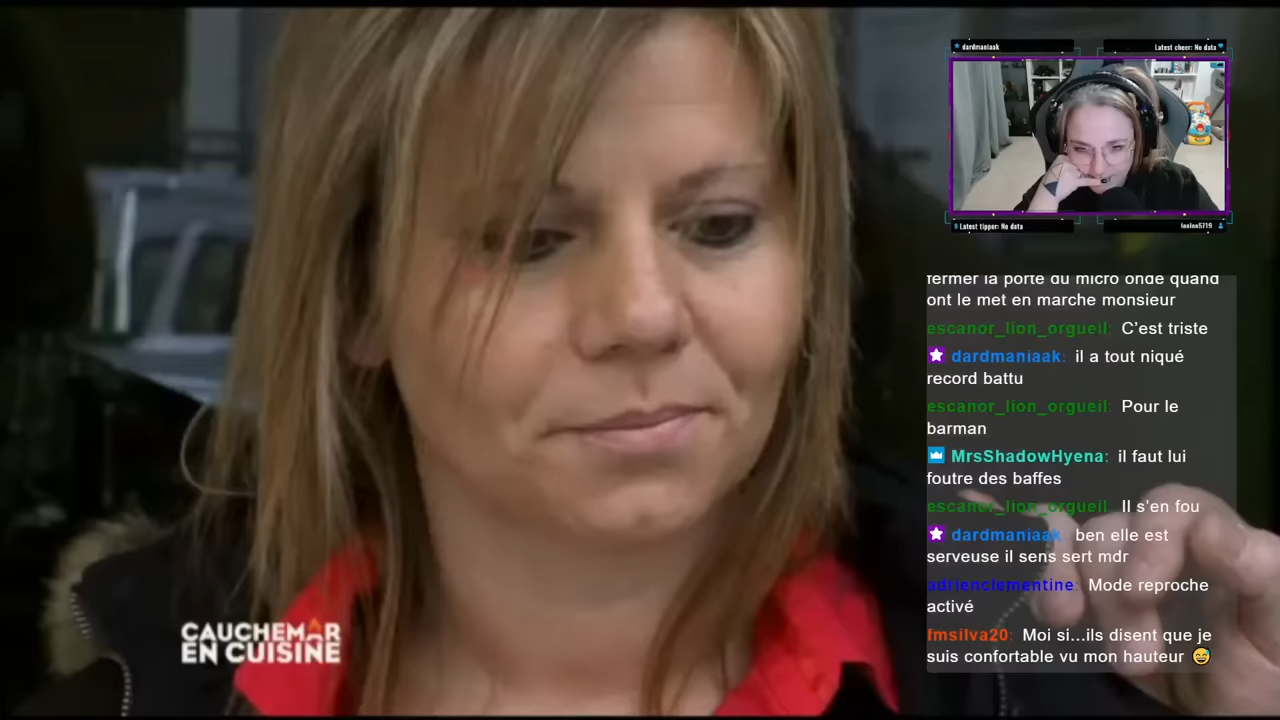 dardmaniaak
Latest cheer: No data
Latest tipper: No data
lenlen5719
fermer la porte du micro onde quand
ont le met en marche monsieur
escanor_lion_orgueil: C'est triste
dardmaniaak: il a tout niqué
record battu
escanor_lion_orgueil: Pour le
barman
MrsShadowHyena: il faut lui
foutre des baffes
escanor_lion_orgueil: Il s'en fou
dardmaniaak: ben elle est
serveuse il sens sert mdr
adrienclementine: Mode reproche
activé
fmsilva20: Moi si...ils disent que je
suis confortable vu mon hauteur 😅
CAUCHEMAR
EN CUISINE